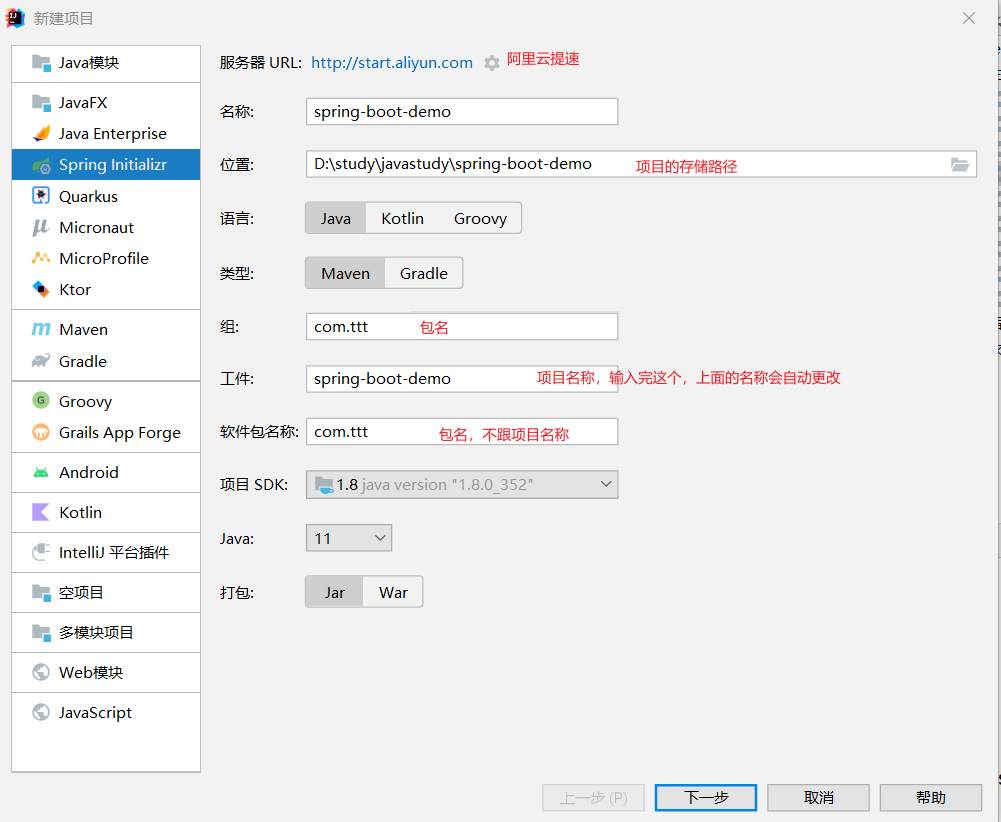 新建项目
Java模块
JavaFX
Java Enterprise
Spring Initializr
Quarkus
Micronaut
MicroProfile
Ktor
Maven
Gradle
Groovy
Grails App Forge
Android
Kotlin
IntelliJ 平台插件
空项目
多模块项目
Web模块
JavaScript
服务器 URL: http://start.aliyun.com 阿里云提速
名称: spring-boot-demo
位置: D:\study\javastudy\spring-boot-demo 项目的存储路径
语言: Java Kotlin Groovy
类型: Maven Gradle
组: com.ttt 包名
工件: spring-boot-demo 项目名称，输入完这个，上面的名称会自动更改
软件包名称: com.ttt 包名，不跟项目名称
项目 SDK: 1.8 java version "1.8.0_352"
Java: 11
打包: Jar War
上一步 (P) 下一步 取消 帮助